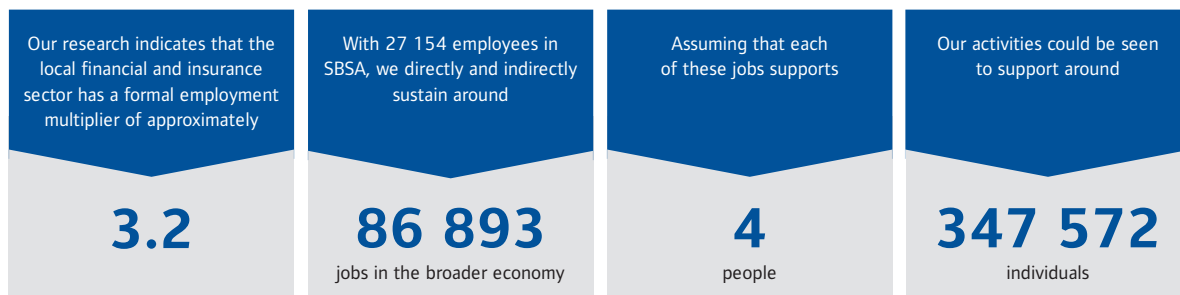 Our research indicates that the
local financial and insurance
sector has a formal employment
multiplier of approximately
3.2
With 27 154 employees in
SBSA, we directly and indirectly
sustain around
86 893
jobs in the broader economy
Assuming that each
of these jobs supports
4
people
Our activities could be seen
to support around
347 572
individuals